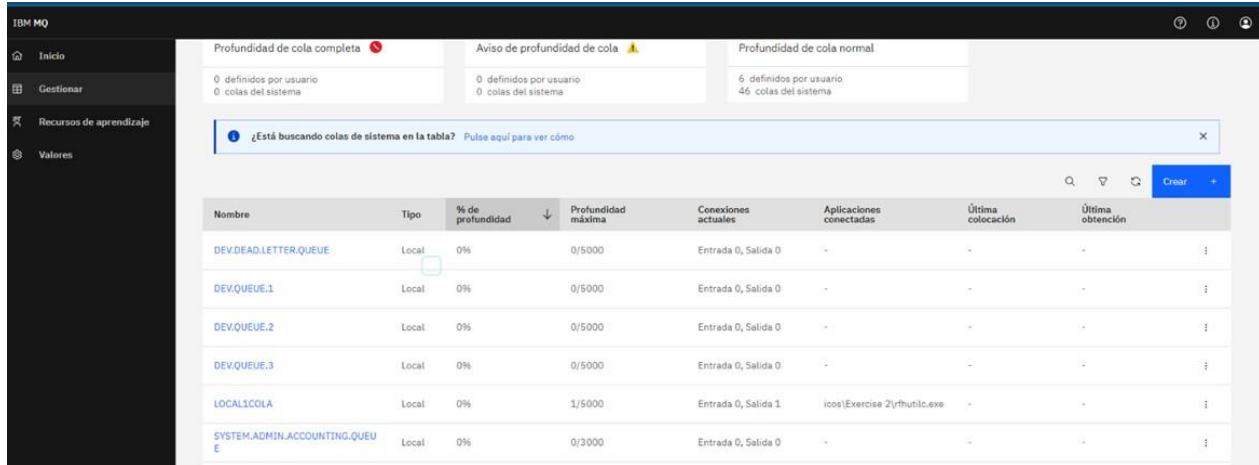 IBM MQ
Inicio
Gestionar
Recursos de aprendizaje
Valores
Profundidad de cola completa
0 definidos por usuario
0 colas del sistema
Aviso de profundidad de cola
0 definidos por usuario
0 colas del sistema
Profundidad de cola normal
6 definidos por usuario
46 colas del sistema
¿Está buscando colas de sistema en la tabla? Pulse aquí para ver cómo
Crear +
Nombre Tipo % de profundidad Profundidad máxima Conexiones actuales Aplicaciones conectadas Última colocación Última obtención
DEV.DEAD.LETTER.QUEUE Local 0% 0/5000 Entrada 0, Salida 0 - - -
DEV.QUEUE.1 Local 0% 0/5000 Entrada 0, Salida 0 - - -
DEV.QUEUE.2 Local 0% 0/5000 Entrada 0, Salida 0 - - -
DEV.QUEUE.3 Local 0% 0/5000 Entrada 0, Salida 0 - - -
LOCAL1COLA Local 0% 1/5000 Entrada 0, Salida 1 icos\Exercise 2\rfhutilc.exe - -
SYSTEM.ADMIN.ACCOUNTING.QUEU
E Local 0% 0/3000 Entrada 0, Salida 0 - - -